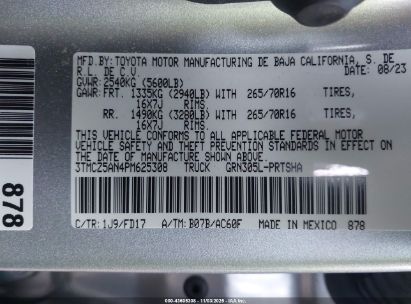 MFD. BY:TOYOTA MOTOR MANUFACTURING DE BAJA CALIFORNIA, S. DE
R.L. DE C.V. DATE: 08/23
GVWR: 2540KG (5600LB)
GAWR: FRT. 1335KG (2940LB) WITH 265/70R16 TIRES,
16X7J RIMS.
RR. 1490KG (3280LB) WITH 265/70R16 TIRES,
16X7J RIMS.
THIS VEHICLE CONFORMS TO ALL APPLICABLE FEDERAL MOTOR
VEHICLE SAFETY AND THEFT PREVENTION STANDARDS IN EFFECT ON
THE DATE OF MANUFACTURE SHOWN ABOVE.
3TMCZ5AN4PM625308 TRUCK GRN305L-PRTSHA
C/TR: 1J9/FD17 A/TM: B07B/AC60F MADE IN MEXICO 878
878